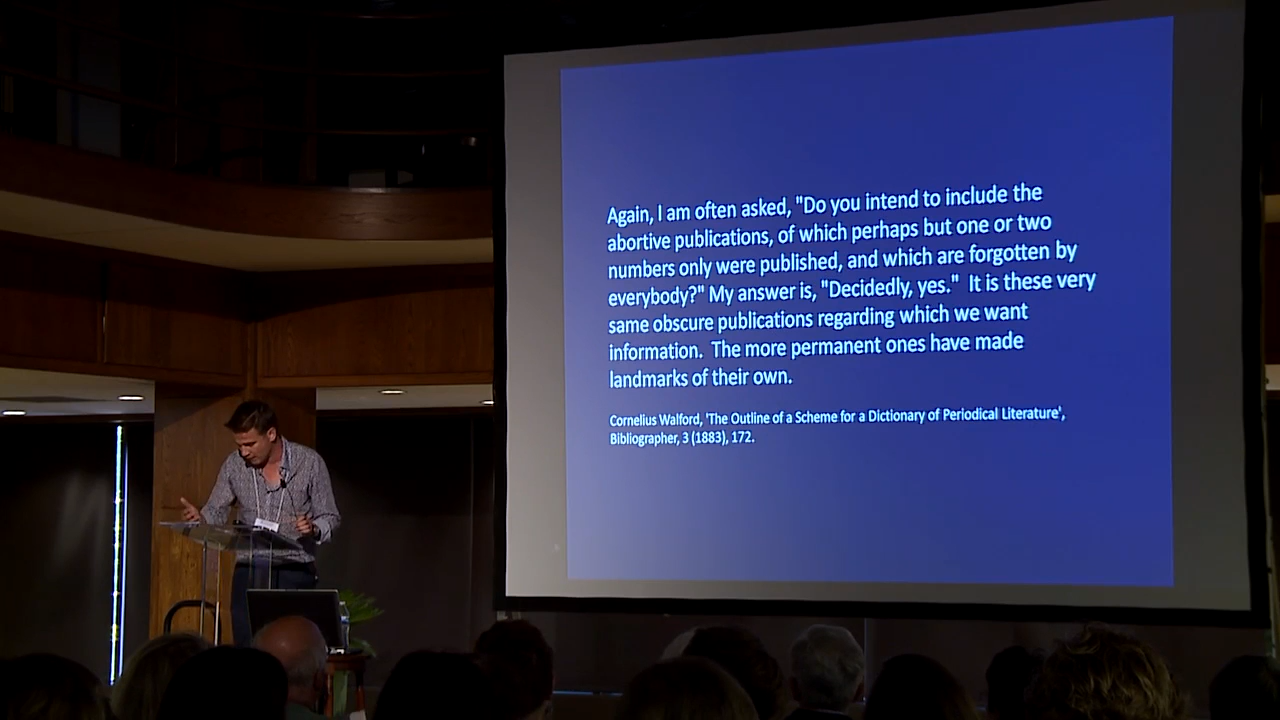 Again, I am often asked, "Do you intend to include the
abortive publications, of which perhaps but one or two
numbers only were published, and which are forgotten by
everybody?" My answer is, "Decidedly, yes."  It is these very
same obscure publications regarding which we want
information.  The more permanent ones have made
landmarks of their own.
Cornelius Walford, 'The Outline of a Scheme for a Dictionary of Periodical Literature',
Bibliographer, 3 (1883), 172.